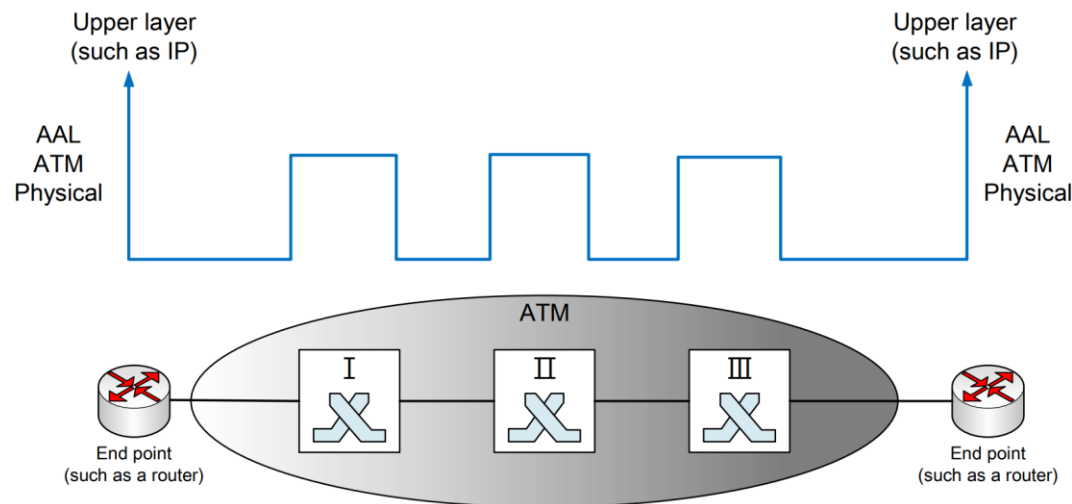 Upper layer
(such as IP)
Upper layer
(such as IP)
AAL
ATM
Physical
AAL
ATM
Physical
ATM
Ⅰ
Ⅱ
Ⅲ
End point
(such as a router)
End point
(such as a router)